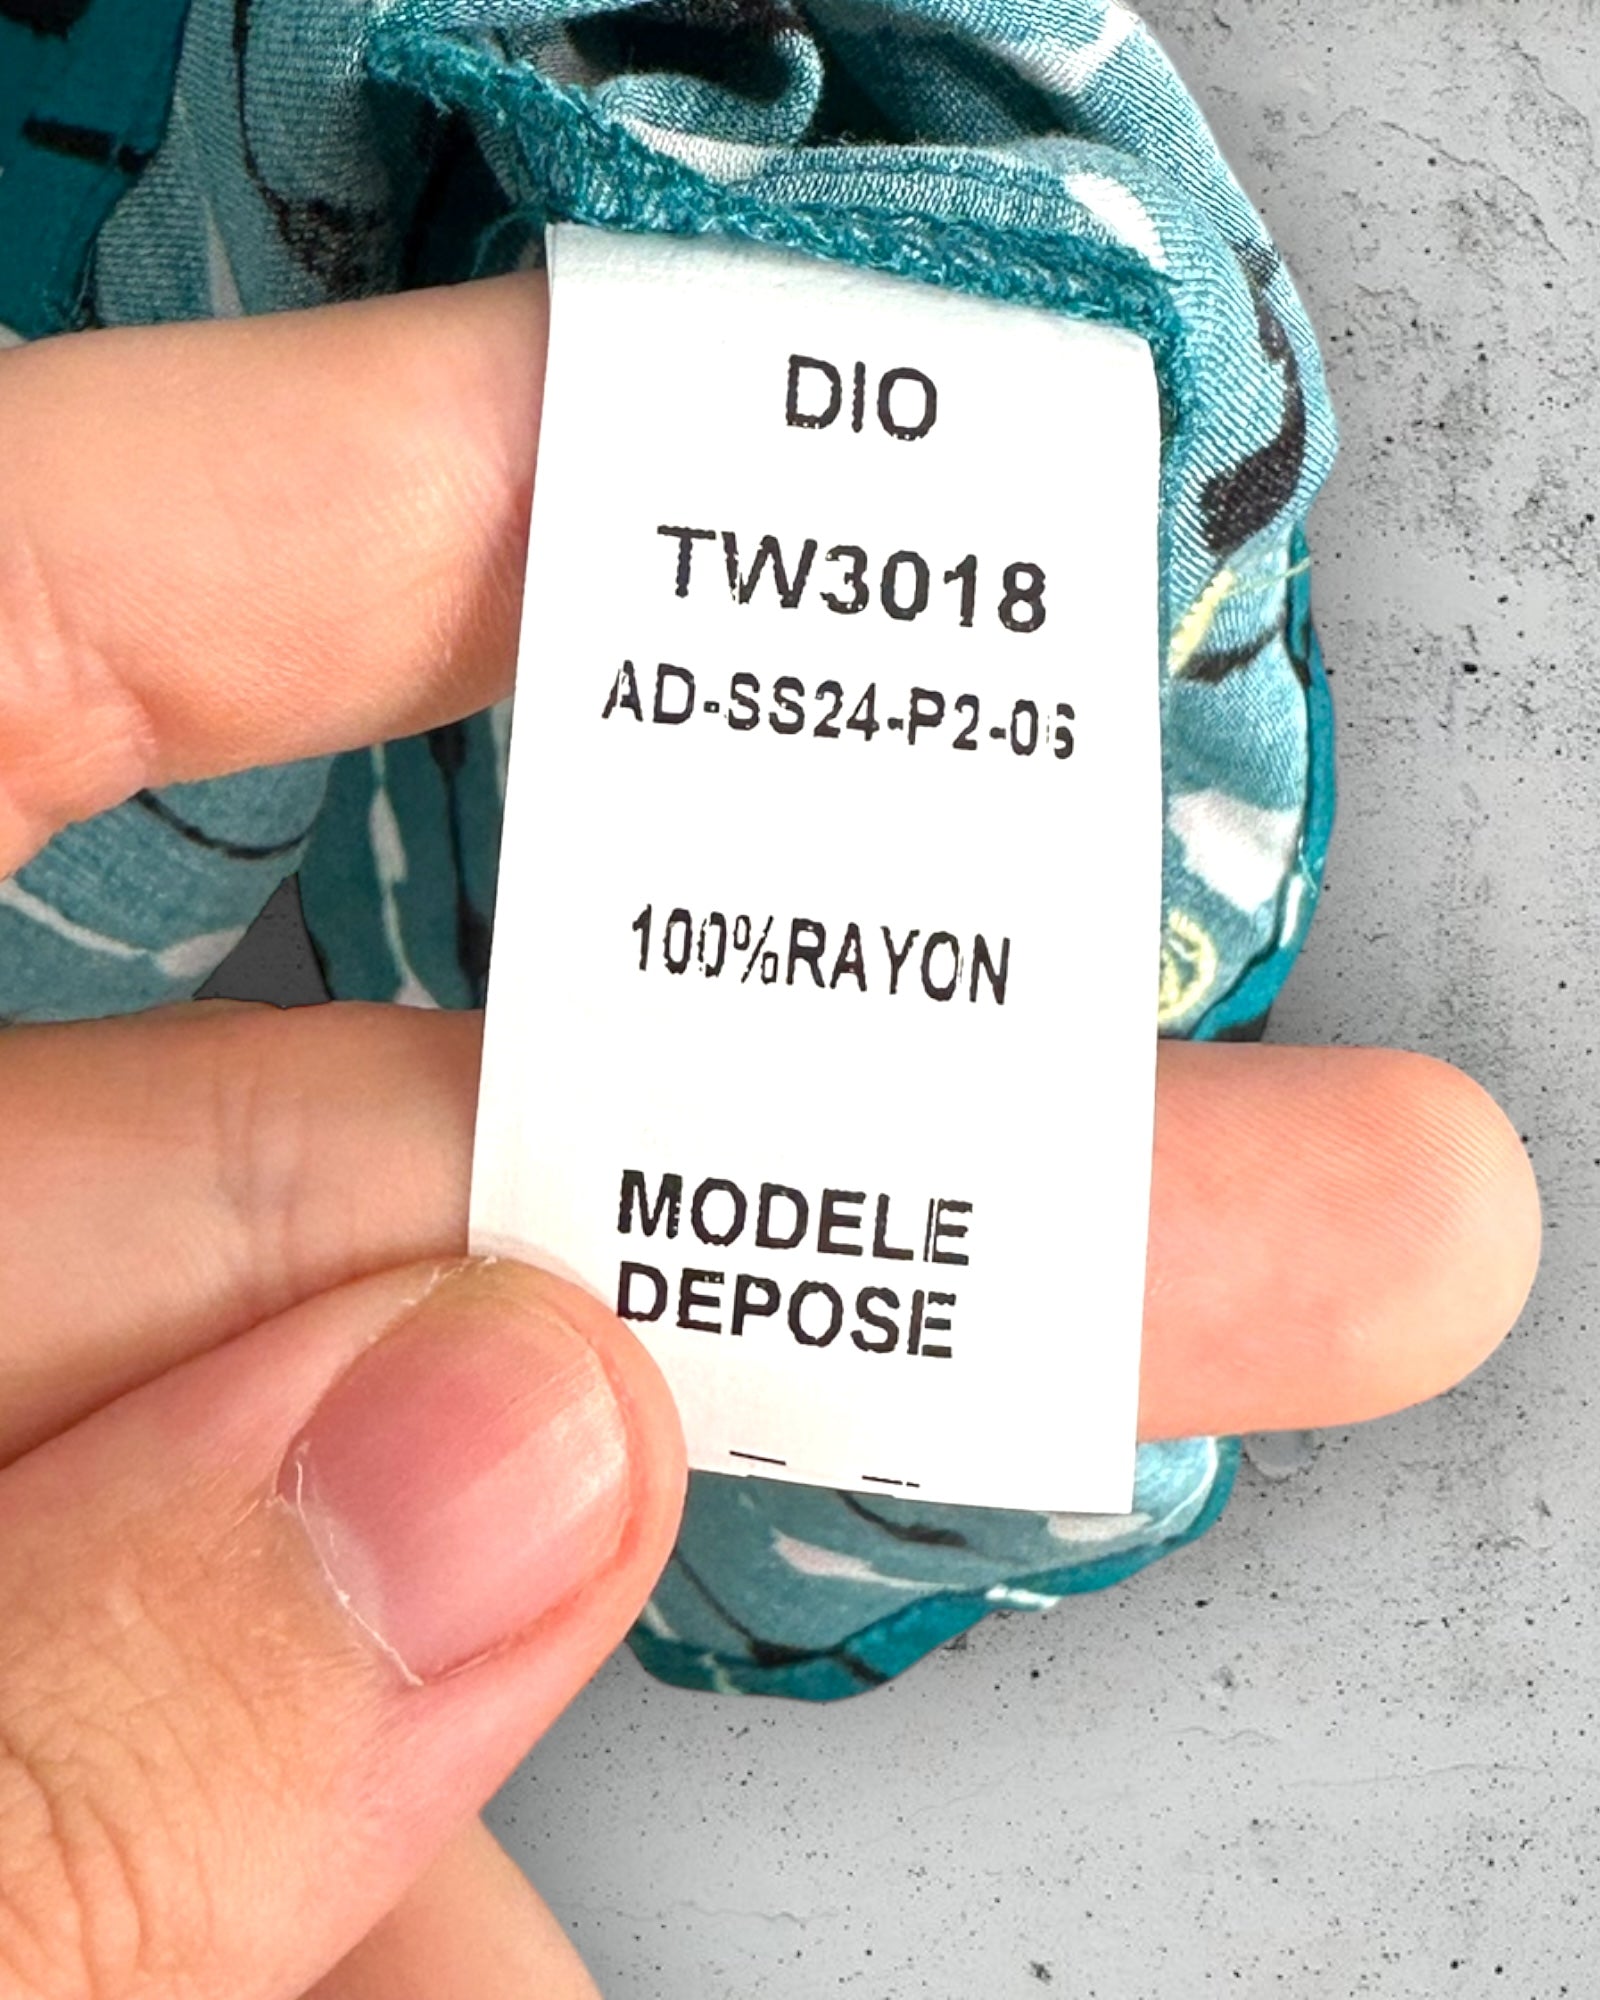 DIO
TW3018
AD-SS24-P2-06
100%RAYON
MODELE
DEPOSE